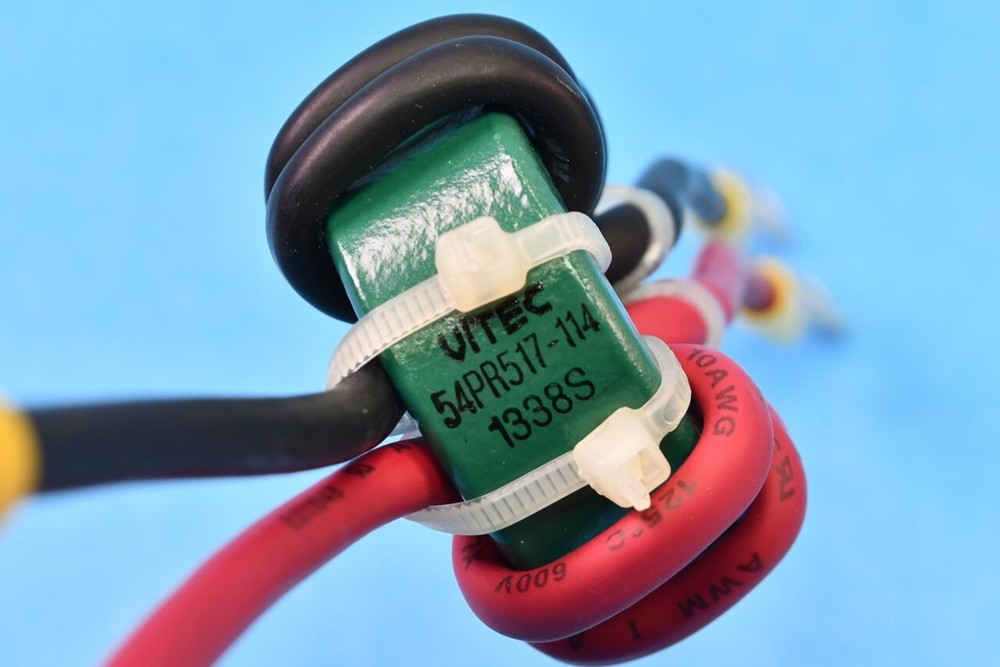 VITEC
54PR517-114
1338S
10AWG
125°C
600V
AWM I